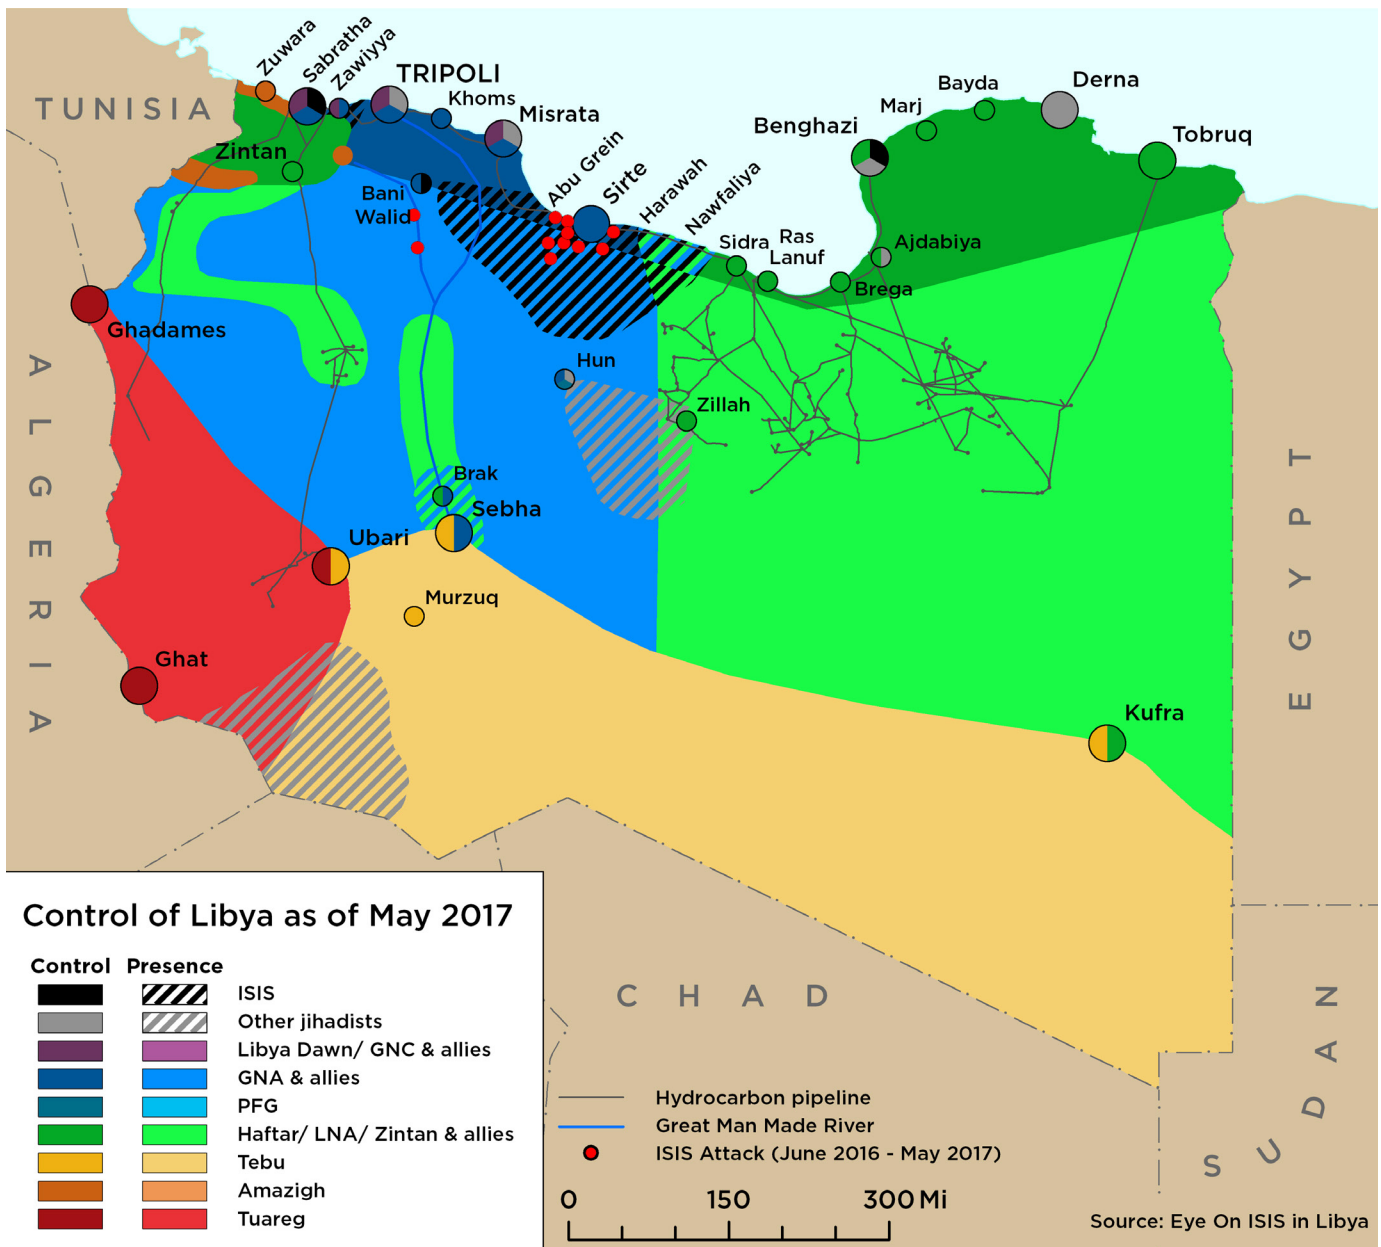 Zuwara
Sabratha
Zawiyya
TRIPOLI
Khoms
Misrata
TUNISIA
Zintan
Bani
Walid
Abu Grein
Sirte
Harawah
Nawfaliya
Sidra
Ras
Lanuf
Brega
Ajdabiya
Benghazi
Marj
Bayda
Derna
Tobruq
Ghadames
Hun
Zillah
Brak
Sebha
Ubari
Murzuq
Ghat
Kufra
ALGERIA
EGYPT
CHAD
SUDAN
Control of Libya as of May 2017
Control Presence
ISIS
Other jihadists
Libya Dawn/ GNC & allies
GNA & allies
PFG
Haftar/ LNA/ Zintan & allies
Tebu
Amazigh
Tuareg
Hydrocarbon pipeline
Great Man Made River
ISIS Attack (June 2016 - May 2017)
0 150 300 Mi
Source: Eye On ISIS in Libya